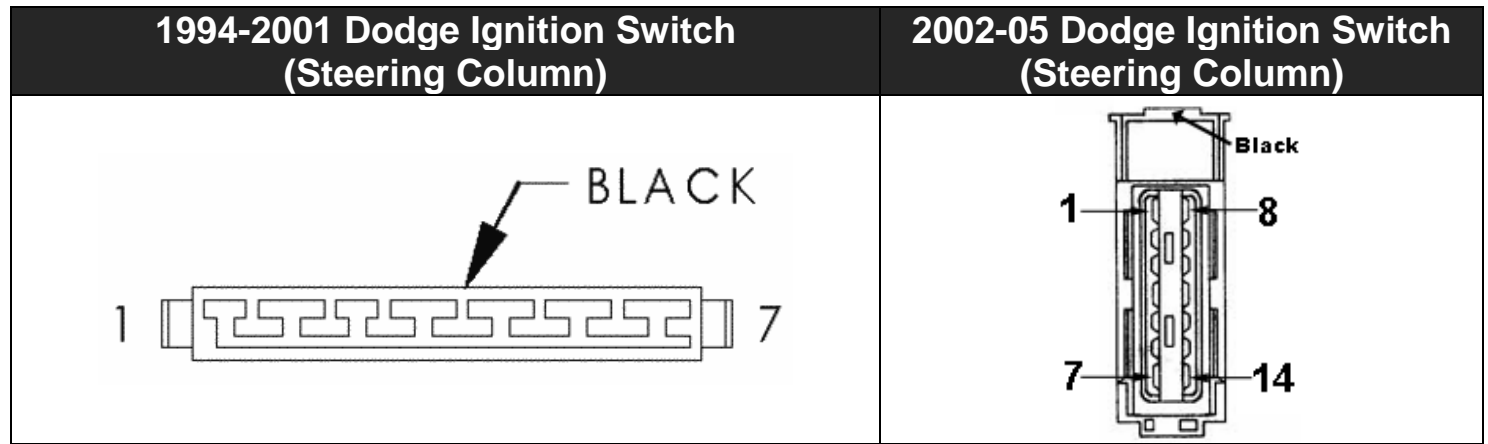 1994-2001 Dodge Ignition Switch
(Steering Column)
2002-05 Dodge Ignition Switch
(Steering Column)
BLACK
1
7
Black
1
8
7
14